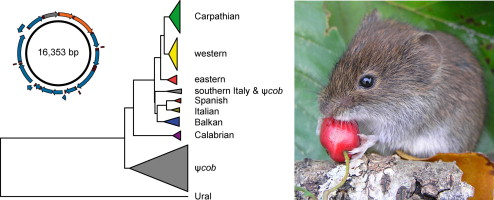 16,353 bp
Carpathian
western
eastern
southern Italy & ψcob
Spanish
Italian
Balkan
Calabrian
ψcob
Ural